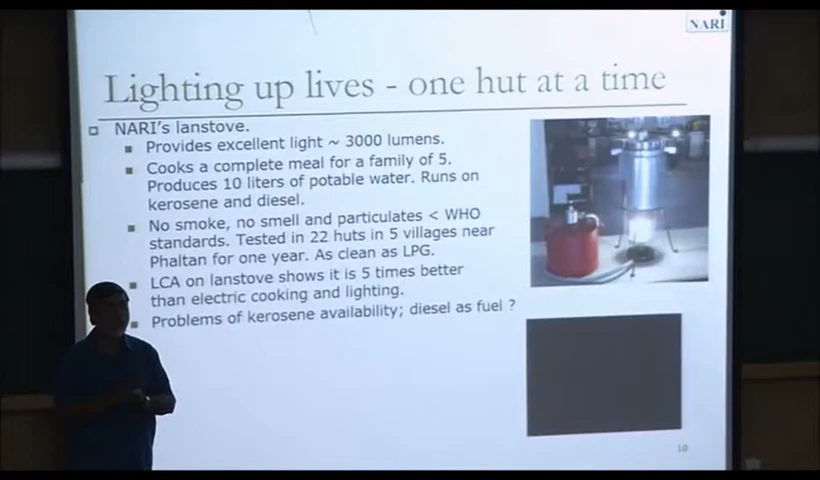 NARI
Lighting up lives - one hut at a time
NARI's lanstove.
Provides excellent light ~ 3000 lumens.
Cooks a complete meal for a family of 5.
Produces 10 liters of potable water. Runs on
kerosene and diesel.
No smoke, no smell and particulates < WHO
standards. Tested in 22 huts in 5 villages near
Phaltan for one year. As clean as LPG.
LCA on lanstove shows it is 5 times better
than electric cooking and lighting.
Problems of kerosene availability; diesel as fuel ?
10